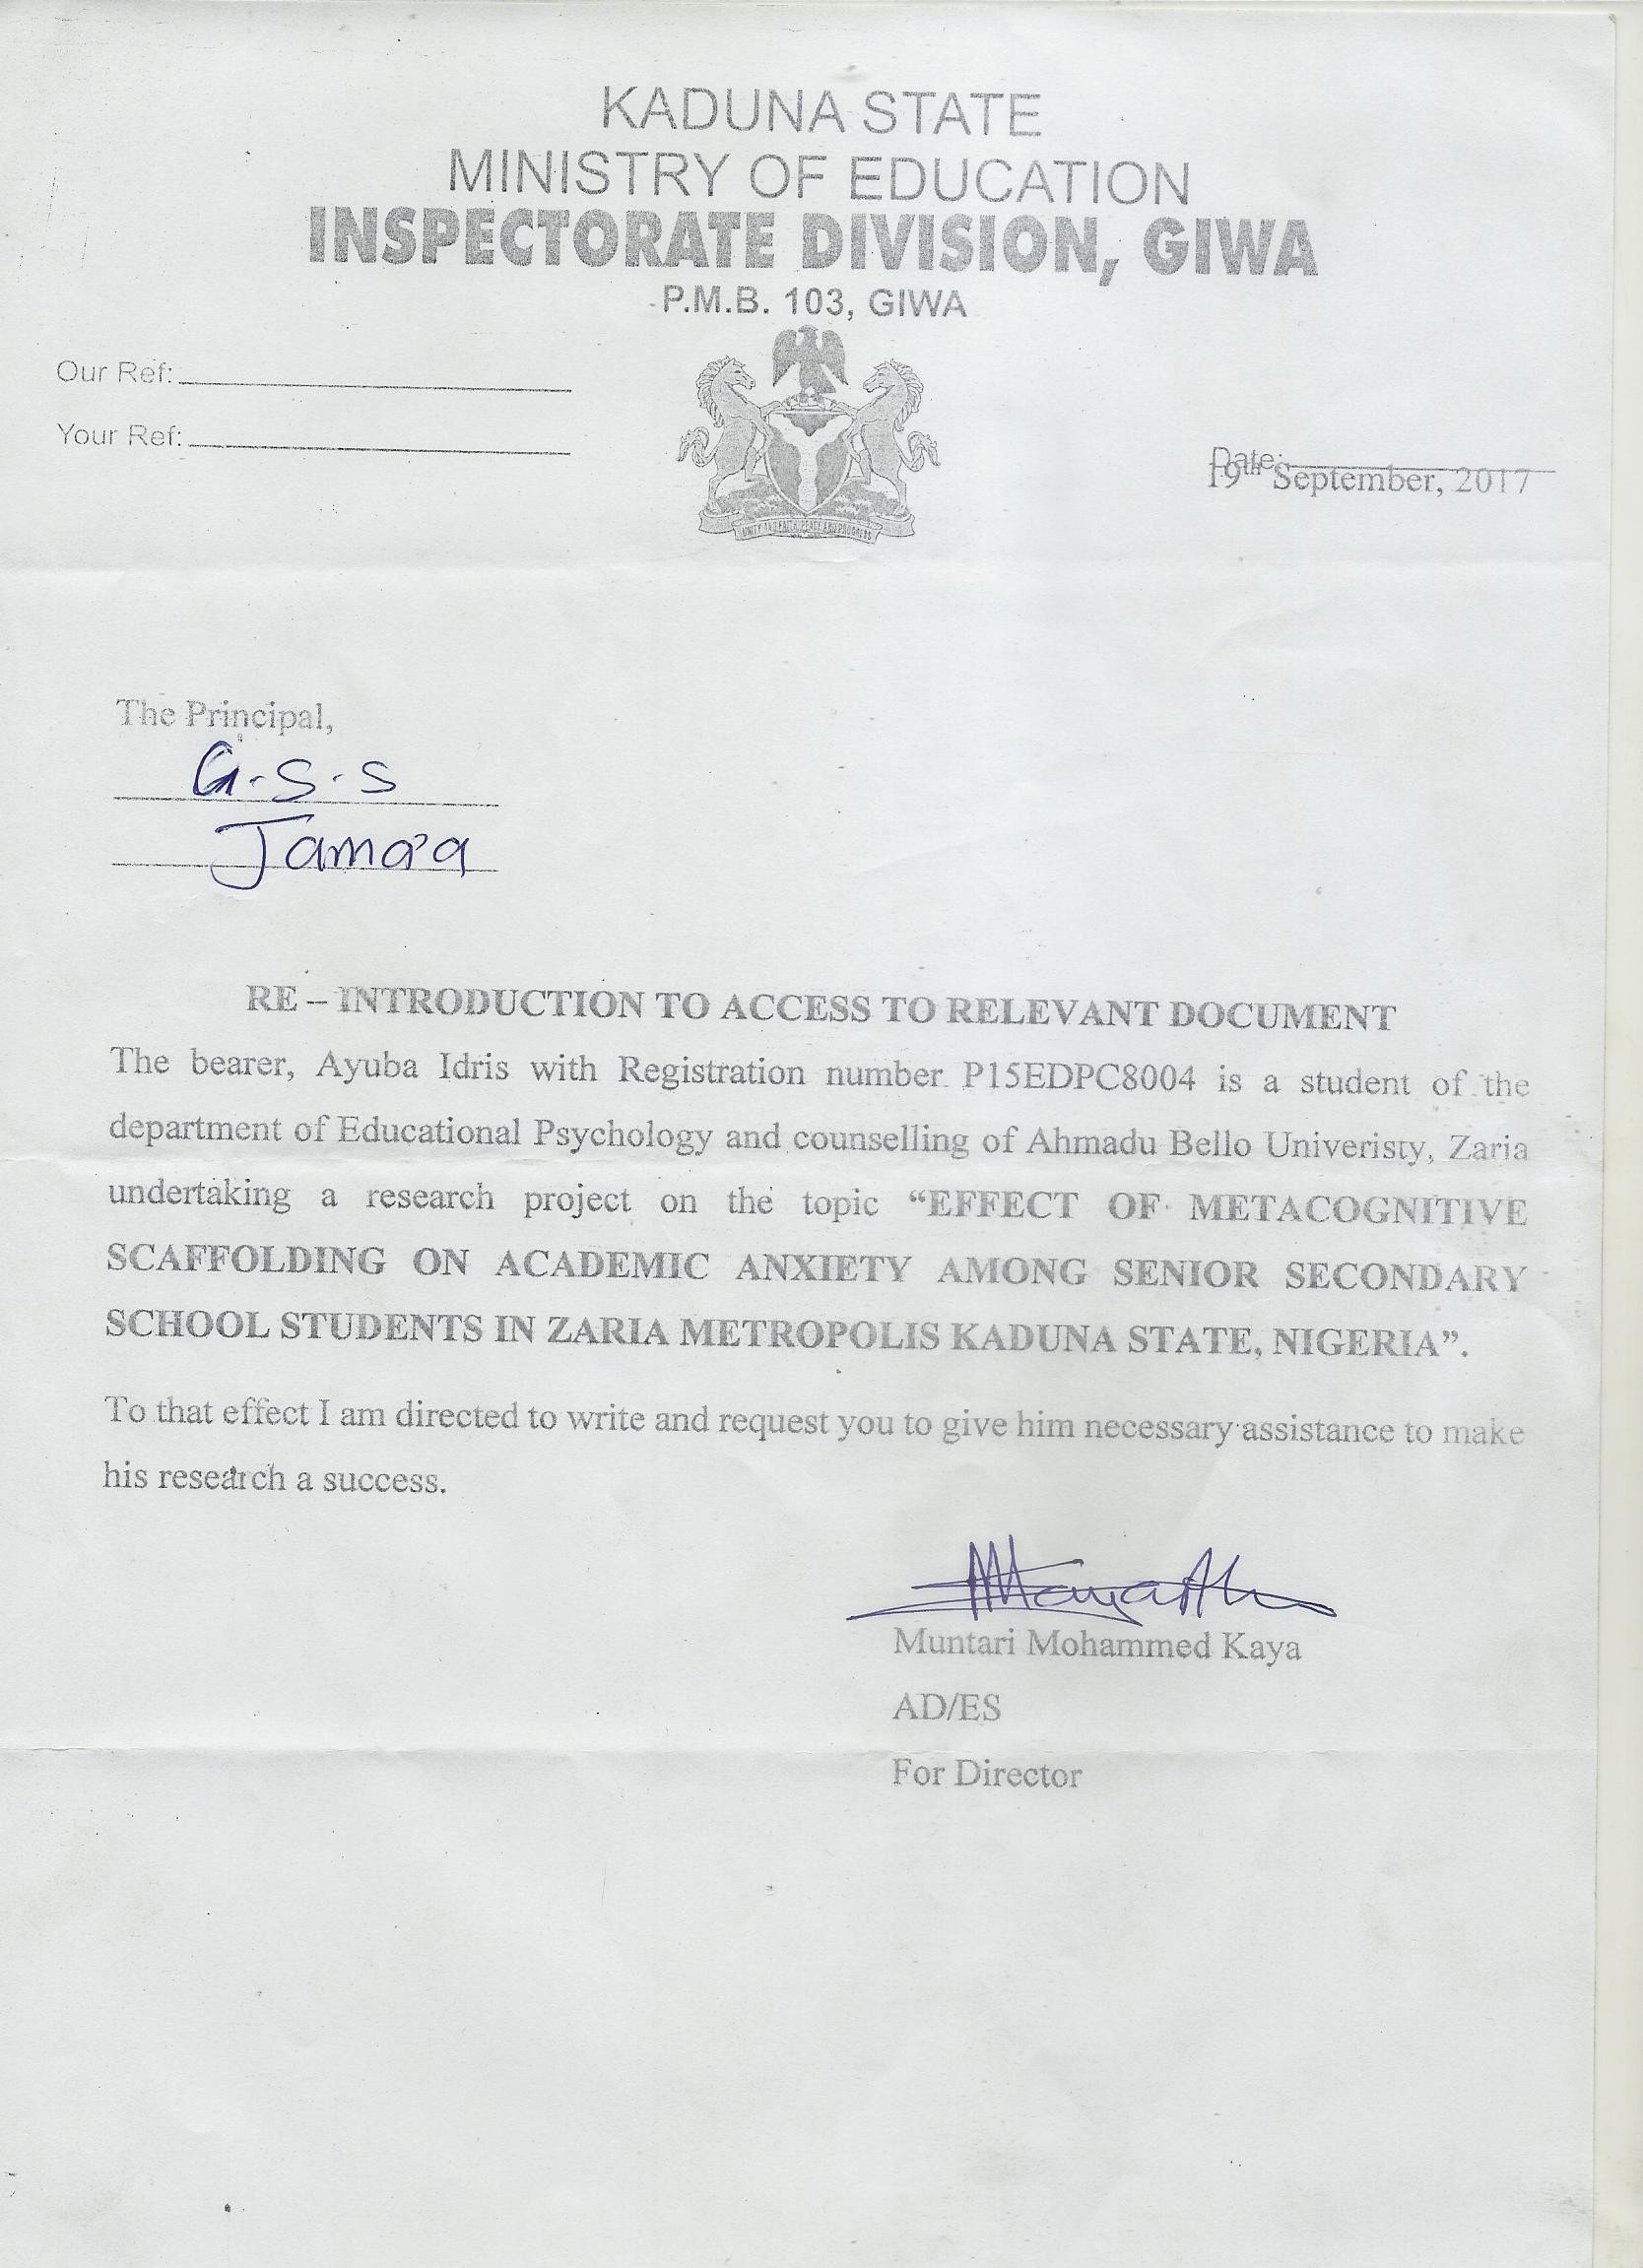 KADUNA STATE
MINISTRY OF EDUCATION
INSPECTORATE DIVISION, GIWA
P.M.B. 103, GIWA
Our Ref:
Your Ref:
Date:
19th September, 2017
The Principal,
G.S.S
Jama'a
RE – INTRODUCTION TO ACCESS TO RELEVANT DOCUMENT
The bearer, Ayuba Idris with Registration number P15EDPC8004 is a student of the
department of Educational Psychology and counselling of Ahmadu Bello Univeristy, Zaria
undertaking a research project on the topic “EFFECT OF METACOGNITIVE
SCAFFOLDING ON ACADEMIC ANXIETY AMONG SENIOR SECONDARY
SCHOOL STUDENTS IN ZARIA METROPOLIS KADUNA STATE, NIGERIA”.
To that effect I am directed to write and request you to give him necessary assistance to make
his research a success.
Muntari Mohammed Kaya
AD/ES
For Director